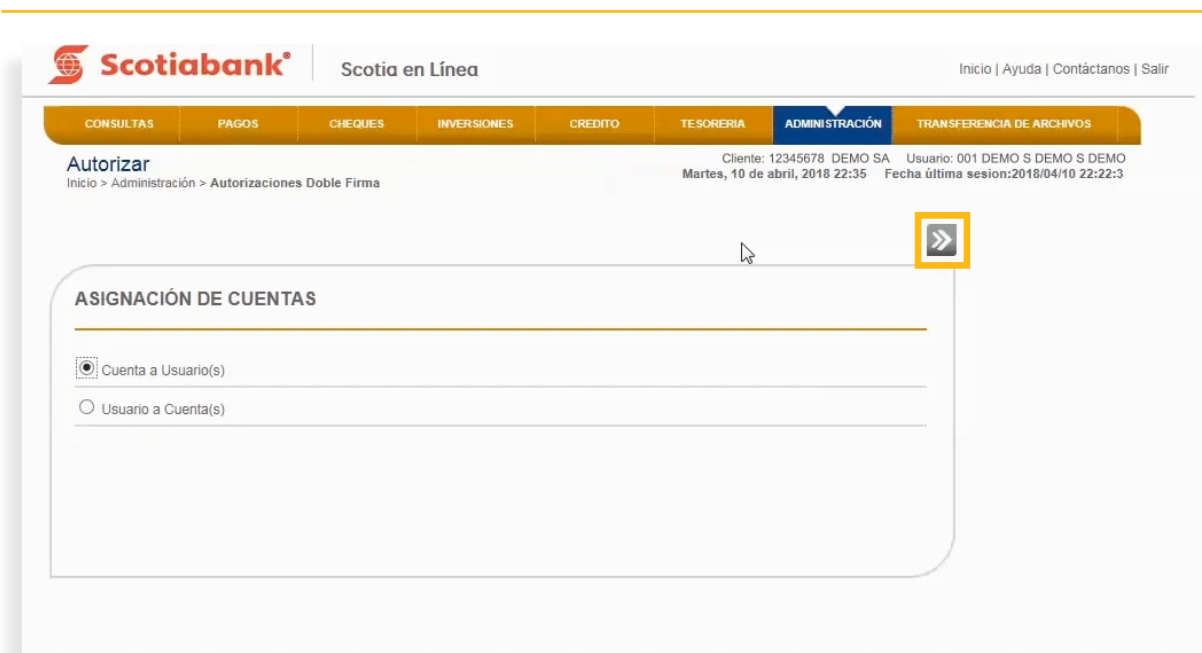 Scotiabank®
Scotia en Línea
Inicio | Ayuda | Contáctanos | Salir
CONSULTAS PAGOS CHEQUES INVERSIONES CREDITO TESORERIA ADMINISTRACIÓN TRANSFERENCIA DE ARCHIVOS
Autorizar
Cliente: 12345678 DEMO SA Usuario: 001 DEMO S DEMO S DEMO
Inicio > Administración > Autorizaciones Doble Firma
Martes, 10 de abril, 2018 22:35 Fecha última sesion:2018/04/10 22:22:3
ASIGNACIÓN DE CUENTAS
Cuenta a Usuario(s)
Usuario a Cuenta(s)